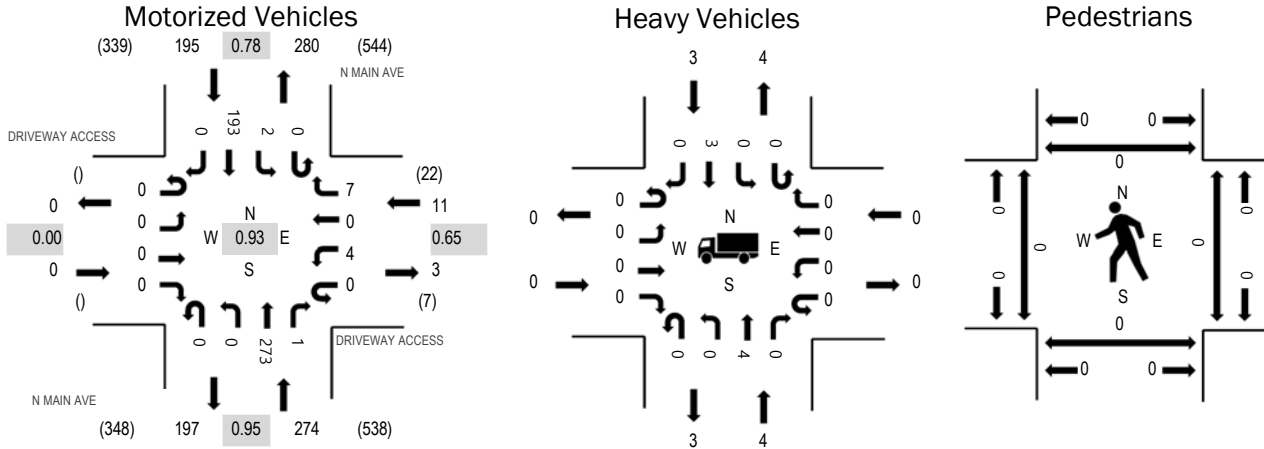 Motorized Vehicles
(339) 195 0.78 280 (544)
N MAIN AVE
DRIVEWAY ACCESS
0 193 2 0
() 0 7 (22)
0 0 0 11
N
0.00 W 0.93 E 0.65
0 0 4 3
S
() 0 0 (7)
0 0 273 1
DRIVEWAY ACCESS
N MAIN AVE
(348) 197 0.95 274 (538)
Heavy Vehicles
3 4
0 3 0 0
0 0
0 0 0 0
N
W E
0 0
S
0 0 0 0
0 0 4 0
3 4
Pedestrians
0 0
0
0 0
N
W E
0 0
S
0 0
0
0 0